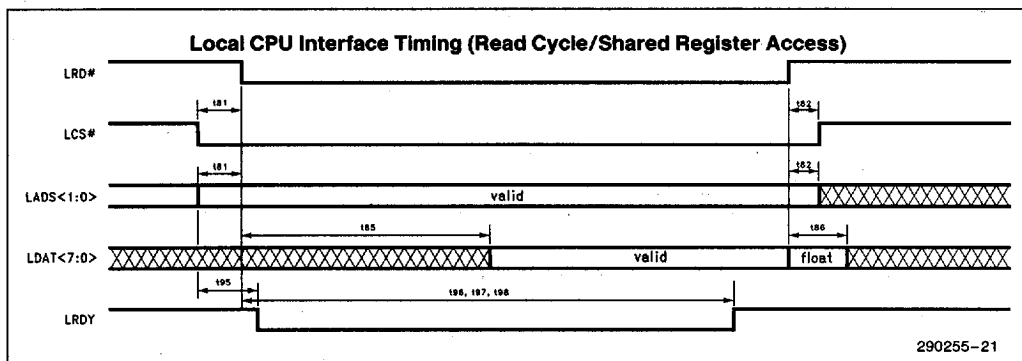 Local CPU Interface Timing (Read Cycle/Shared Register Access)
LRD#
t81
t82
LCS#
t81
t82
LADS<1:0>
valid
t85
t86
LDAT<7:0>
valid
float
t95
t96, t97, t98
LRDY
290255-21